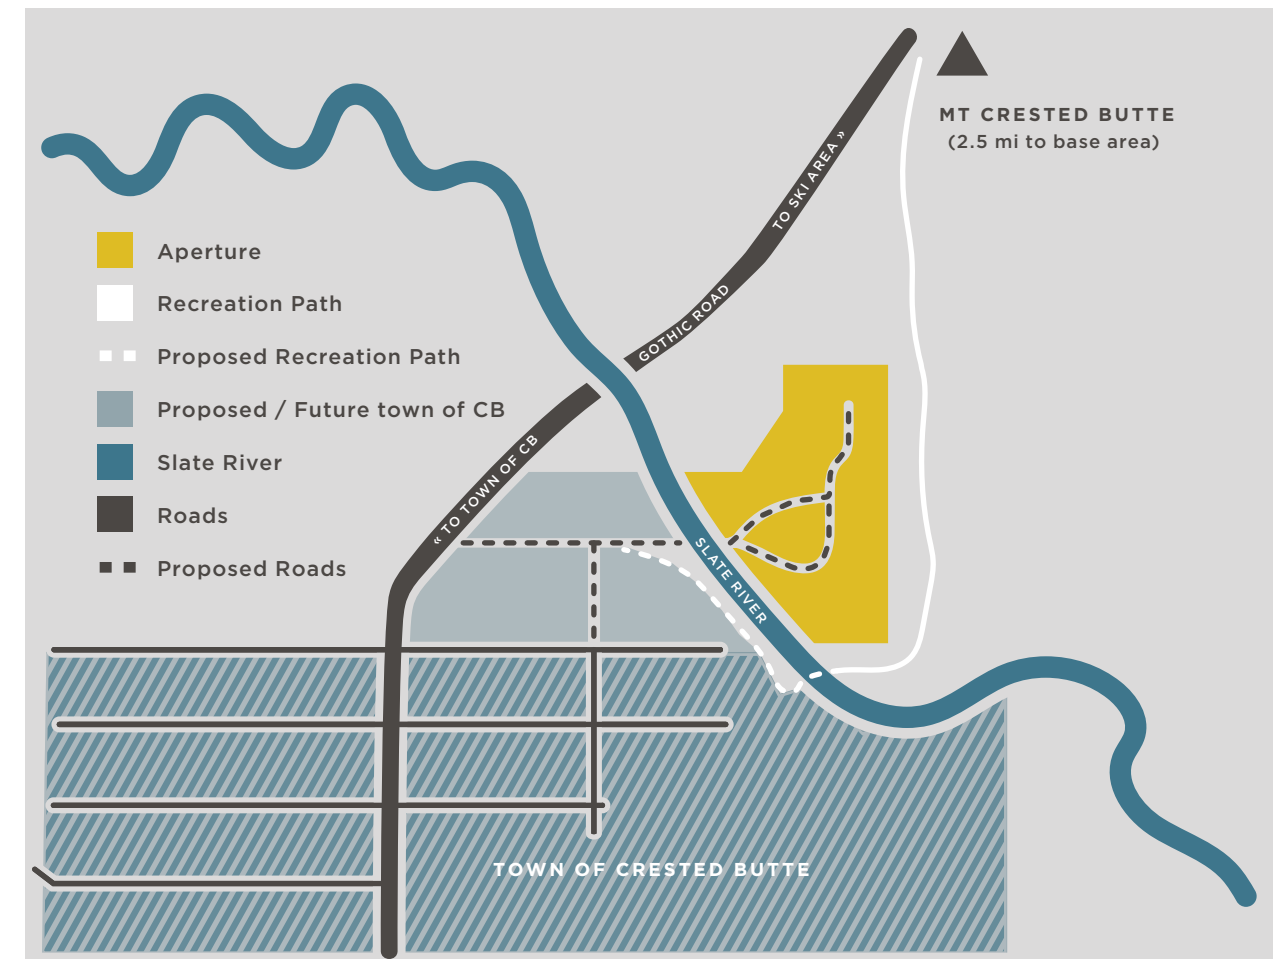 MT CRESTED BUTTE
(2.5 mi to base area)
TO SKI AREA »
GOTHIC ROAD
« TO TOWN OF CB
Aperture
Recreation Path
Proposed Recreation Path
Proposed / Future town of CB
Slate River
Roads
Proposed Roads
SLATE RIVER
TOWN OF CRESTED BUTTE